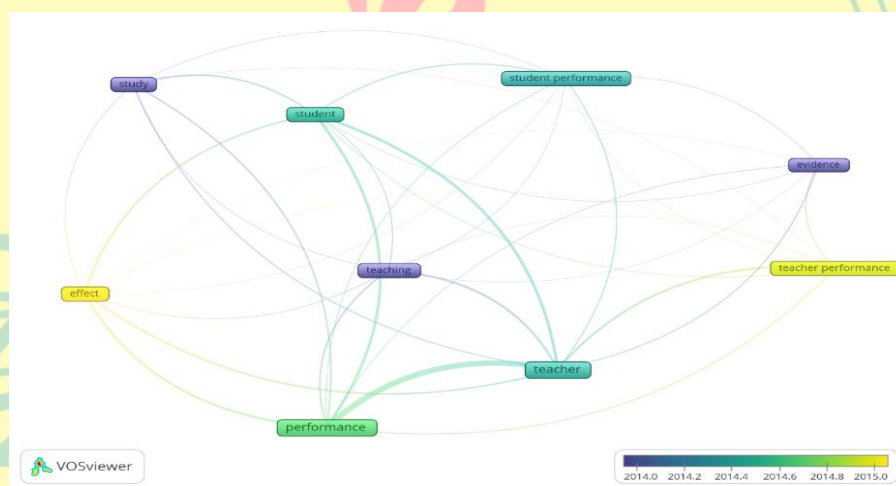 student performance
study
student
evidence
teaching
teacher performance
effect
teacher
performance
VOSviewer
2014.0 2014.2 2014.4 2014.6 2014.8 2015.0